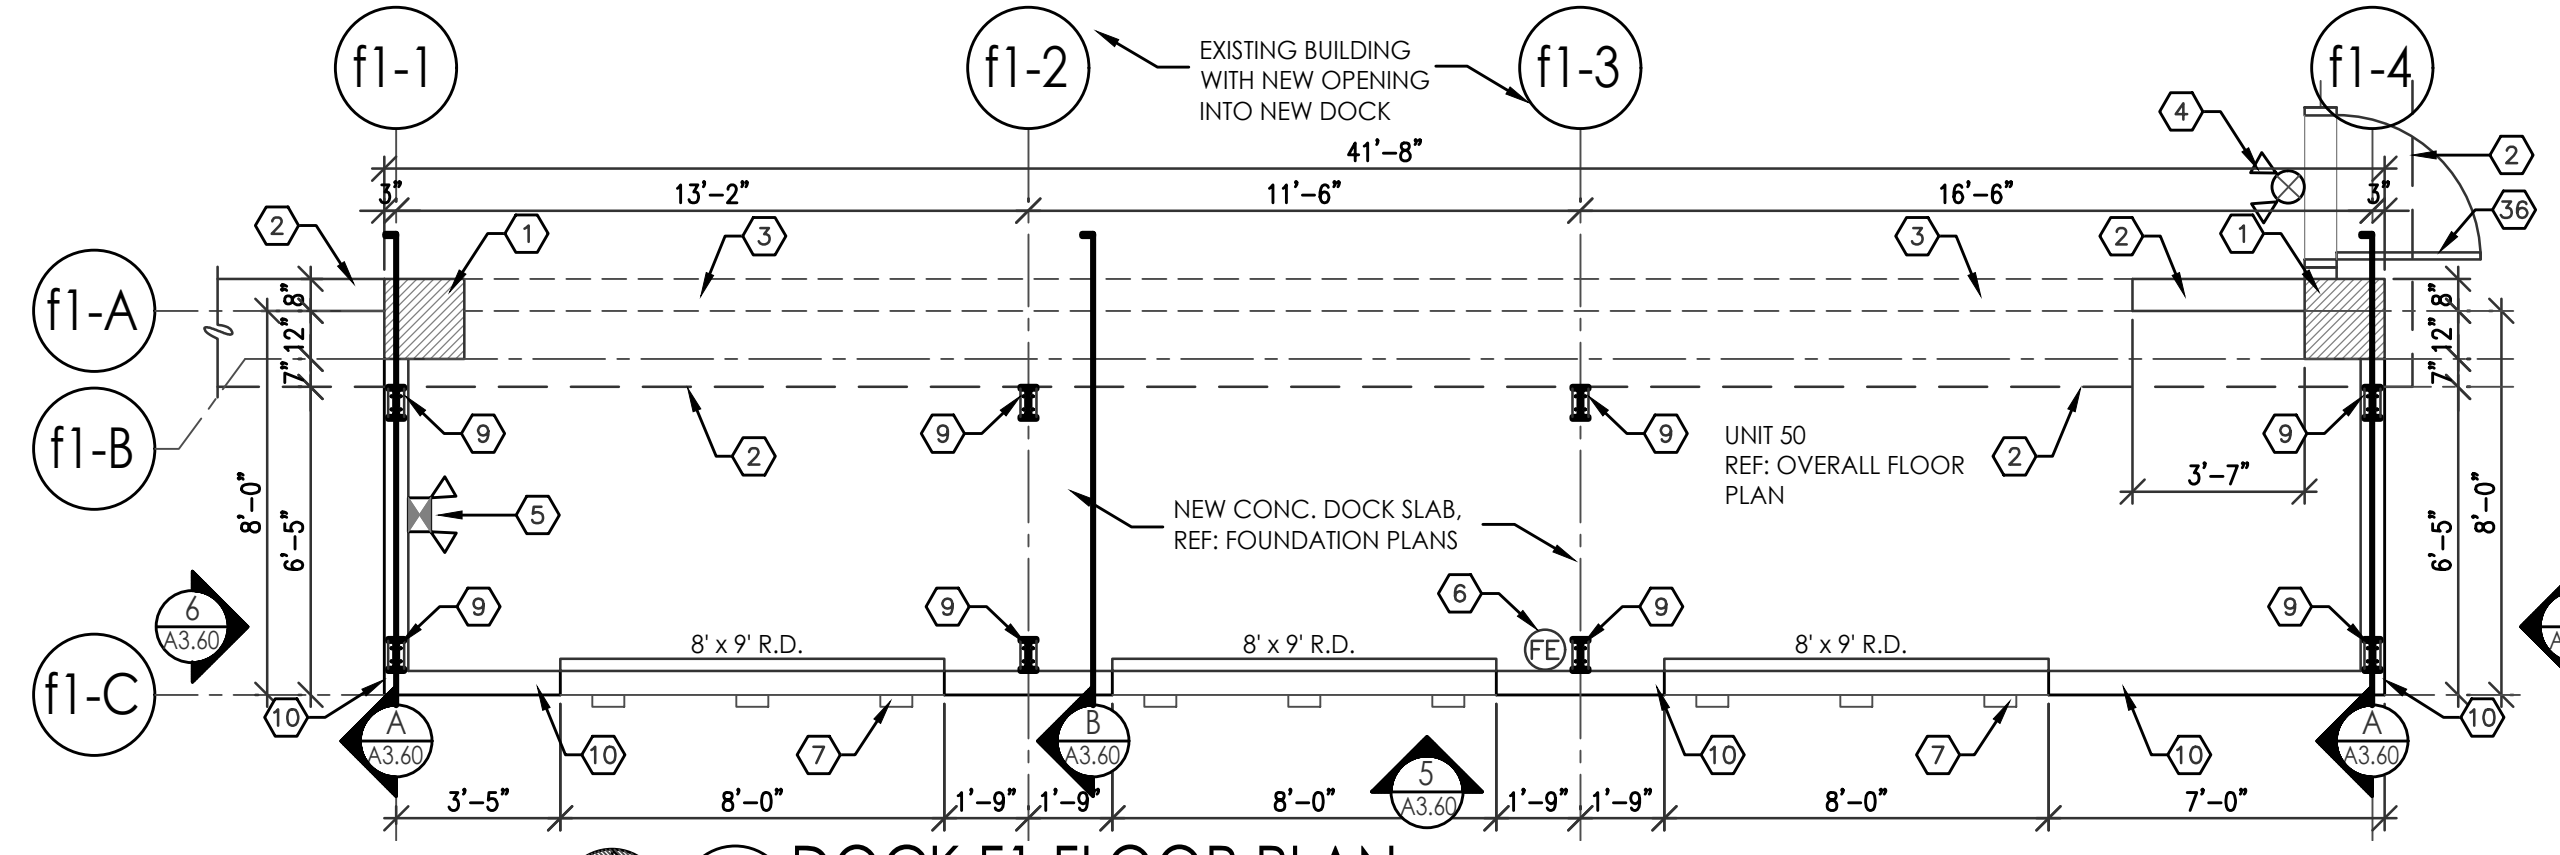 f1-1
f1-2
f1-3
f1-4
EXISTING BUILDING
WITH NEW OPENING
INTO NEW DOCK
4
2
36
41'-8"
3"
13'-2"
11'-6"
16'-6"
3"
2
1
3
3
2
1
f1-A
8"
12"
7"
8"
12"
7"
f1-B
9
2
9
9
2
9
UNIT 50
REF: OVERALL FLOOR
PLAN
3'-7"
8'-0"
6'-5"
5
NEW CONC. DOCK SLAB,
REF: FOUNDATION PLANS
6'-5"
8'-0"
6
A3.60
9
9
6
9
9
FE
8' x 9' R.D.
8' x 9' R.D.
8' x 9' R.D.
f1-C
10
A
A3.60
10
7
B
A3.60
5
A3.60
10
7
10
A
A3.60
10
3'-5"
8'-0"
1'-9"
1'-9"
8'-0"
1'-9"
1'-9"
8'-0"
7'-0"
DOCK F1 FLOOR PLAN